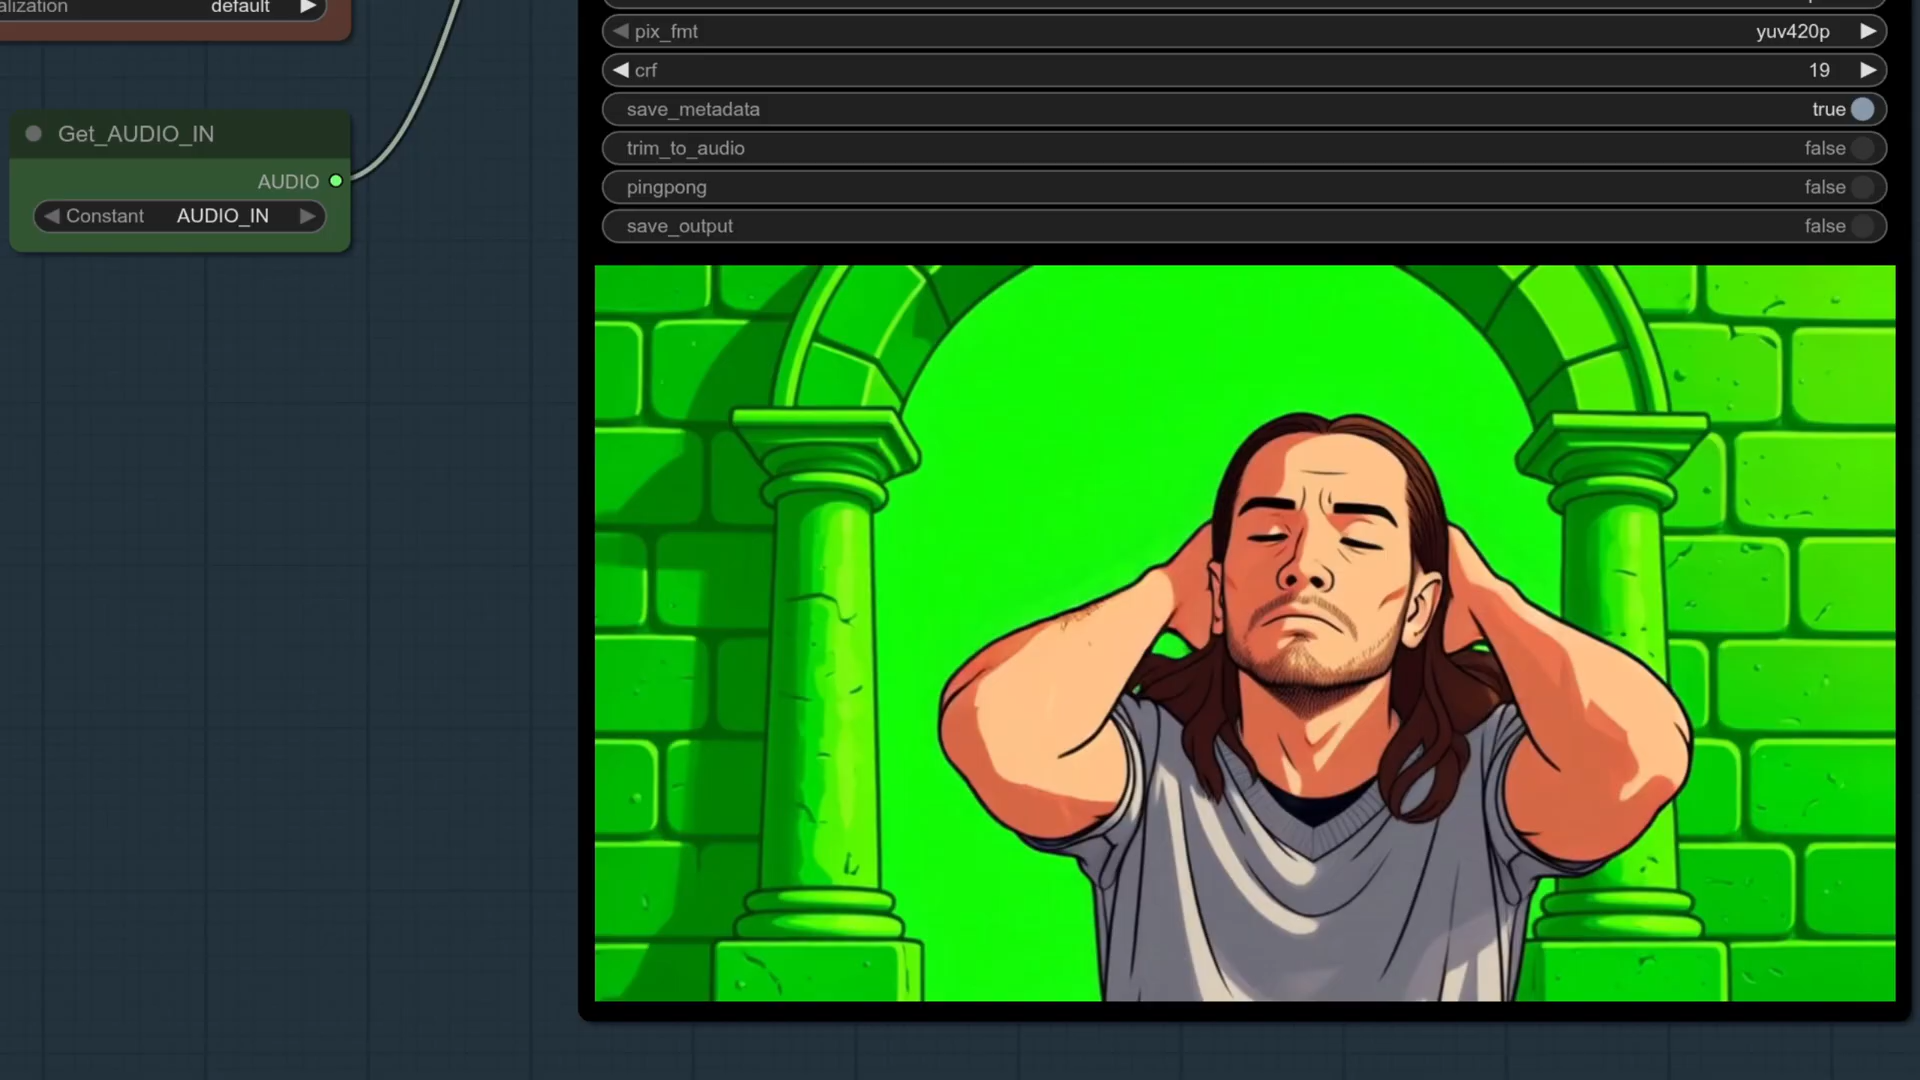 alization default
Get_AUDIO_IN
AUDIO
Constant AUDIO_IN
pix_fmt yuv420p
crf 19
save_metadata true
trim_to_audio false
pingpong false
save_output false